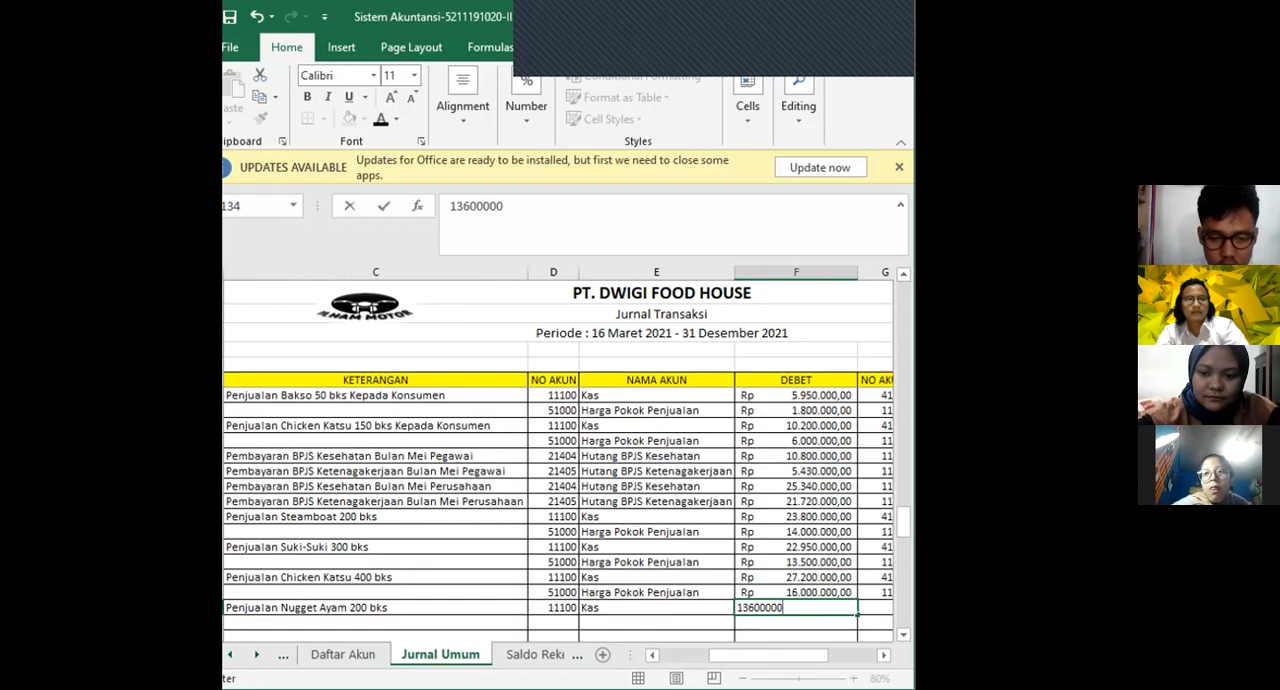 Sistem Akuntansi-5211191020-II
File Home Insert Page Layout Formulas
Conditional Formatting
Calibri 11
Format as Table
B I U A A
A
Cell Styles
Alignment Number Cells Editing
Font Styles
UPDATES AVAILABLE Updates for Office are ready to be installed, but first we need to close some
apps.
Update now
134 fx 13600000
C D E F G
PT. DWIGI FOOD HOUSE
Jurnal Transaksi
Periode : 16 Maret 2021 - 31 Desember 2021
KETERANGAN NO AKUN NAMA AKUN DEBET NO AKU
Penjualan Bakso 50 bks Kepada Konsumen 11100 Kas Rp 5.950.000,00 41
51000 Harga Pokok Penjualan Rp 1.800.000,00 11
Penjualan Chicken Katsu 150 bks Kepada Konsumen 11100 Kas Rp 10.200.000,00 41
51000 Harga Pokok Penjualan Rp 6.000.000,00 11
Pembayaran BPJS Kesehatan Bulan Mei Pegawai 21404 Hutang BPJS Kesehatan Rp 10.800.000,00 11
Pembayaran BPJS Ketenagakerjaan Bulan Mei Pegawai 21405 Hutang BPJS Ketenagakerjaan Rp 5.430.000,00 11
Pembayaran BPJS Kesehatan Bulan Mei Perusahaan 21404 Hutang BPJS Kesehatan Rp 25.340.000,00 11
Pembayaran BPJS Ketenagakerjaan Bulan Mei Perusahaan 21405 Hutang BPJS Ketenagakerjaan Rp 21.720.000,00 11
Penjualan Steamboat 200 bks 11100 Kas Rp 23.800.000,00 41
51000 Harga Pokok Penjualan Rp 14.000.000,00 11
Penjualan Suki-Suki 300 bks 11100 Kas Rp 22.950.000,00 41
51000 Harga Pokok Penjualan Rp 13.500.000,00 11
Penjualan Chicken Katsu 400 bks 11100 Kas Rp 27.200.000,00 41
51000 Harga Pokok Penjualan Rp 16.000.000,00 11
Penjualan Nugget Ayam 200 bks 11100 Kas 13600000
... Daftar Akun Jurnal Umum Saldo Reke ...
ter 80%